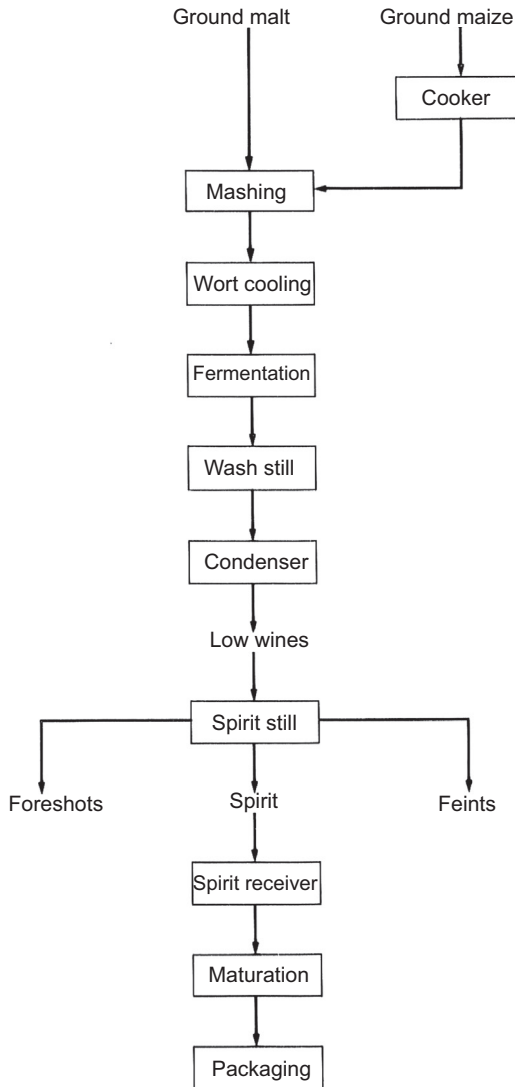 Ground malt
Ground maize
Cooker
Mashing
Wort cooling
Fermentation
Wash still
Condenser
Low wines
Spirit still
Foreshots
Spirit
Feints
Spirit receiver
Maturation
Packaging